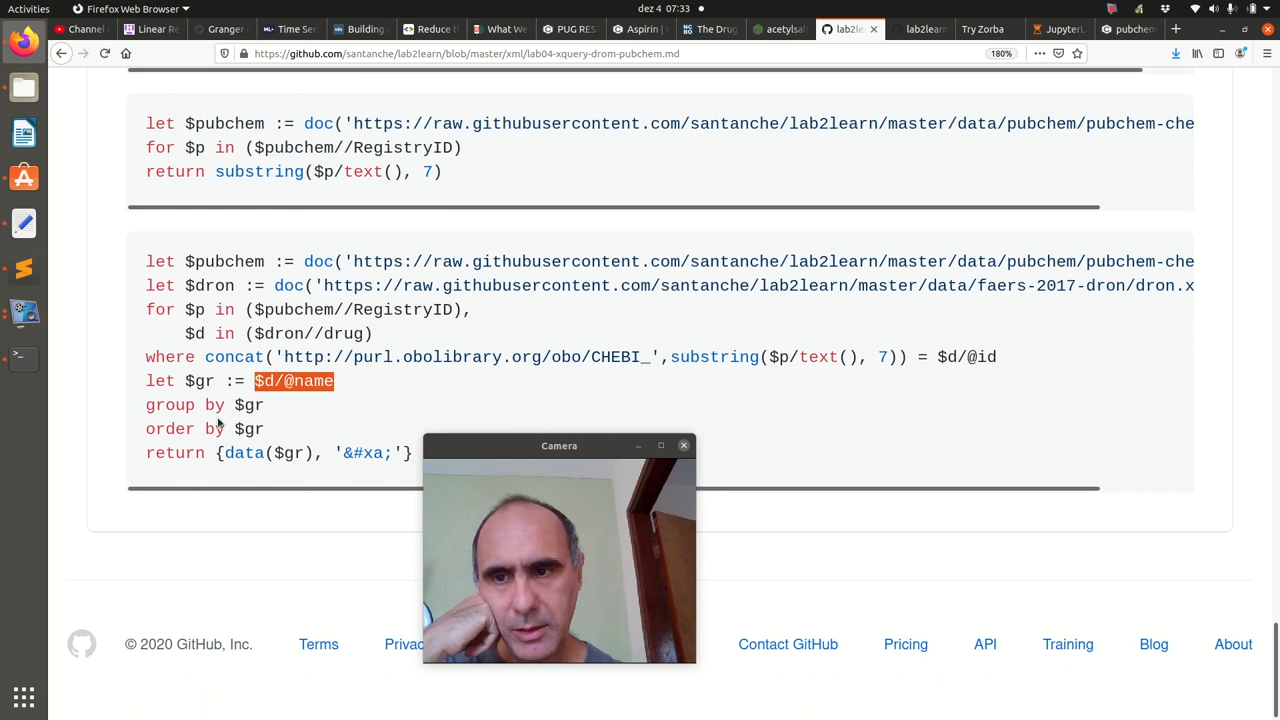 Activities
Firefox Web Browser
dez 4 07:33
Channel
Linear Re
Granger
Time Seri
Building
Reduce t
What We
PUG RES
Aspirin |
The Drug
acetylsal
lab2le
lab2learn
Try Zorba
JupyterL
pubchem
https://github.com/santanche/lab2learn/blob/master/xml/lab04-xquery-drom-pubchem.md
180%
let $pubchem := doc('https://raw.githubusercontent.com/santanche/lab2learn/master/data/pubchem/pubchem-che
for $p in ($pubchem//RegistryID)
return substring($p/text(), 7)
let $pubchem := doc('https://raw.githubusercontent.com/santanche/lab2learn/master/data/pubchem/pubchem-che
let $dron := doc('https://raw.githubusercontent.com/santanche/lab2learn/master/data/faers-2017-dron/dron.x
for $p in ($pubchem//RegistryID),
$d in ($dron//drug)
where concat('http://purl.obolibrary.org/obo/CHEBI_',substring($p/text(), 7)) = $d/@id
let $gr := $d/@name
group by $gr
order by $gr
return {data($gr), '&#xa;'}
Camera
© 2020 GitHub, Inc.
Terms
Privac
Contact GitHub
Pricing
API
Training
Blog
About